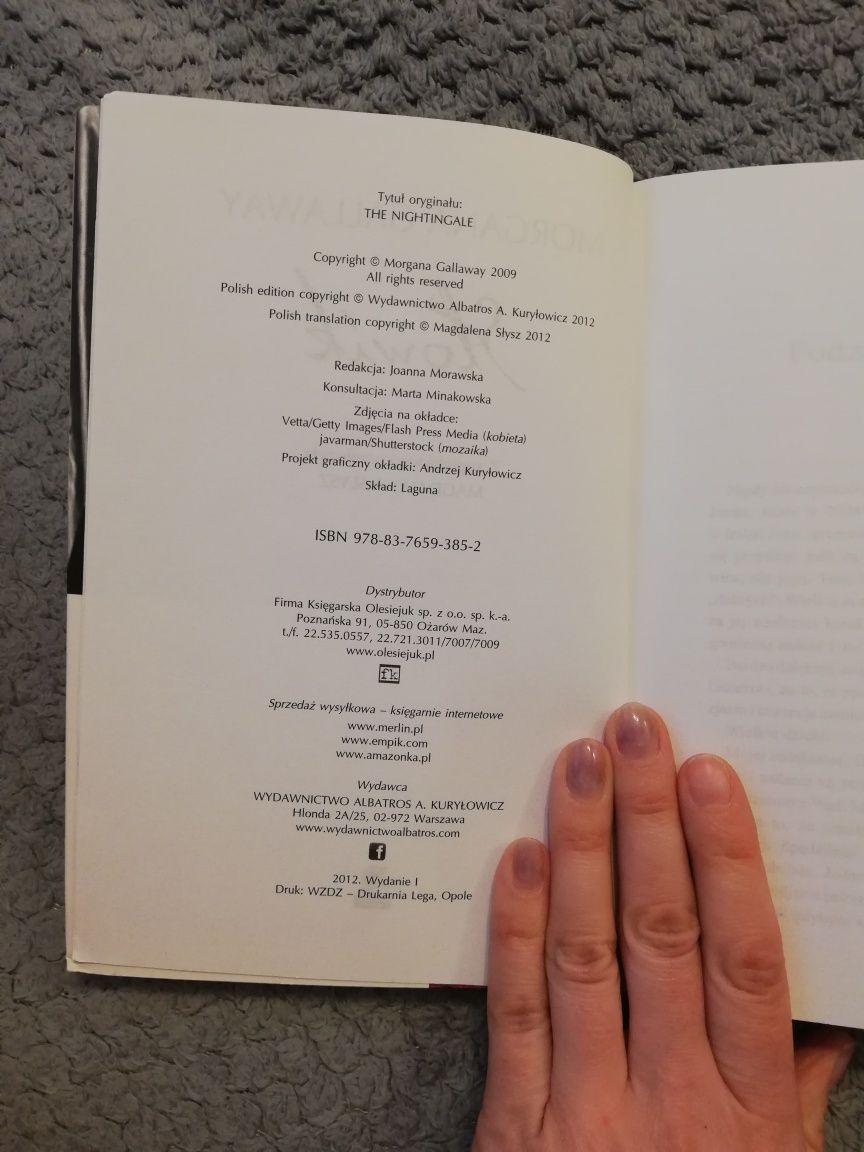 Tytuł oryginału:
THE NIGHTINGALE
Copyright © Morgana Gallaway 2009
All rights reserved
Polish edition copyright © Wydawnictwo Albatros A. Kuryłowicz 2012
Polish translation copyright © Magdalena Słysz 2012
Redakcja: Joanna Morawska
Konsultacja: Marta Minakowska
Zdjęcia na okładce:
Vetta/Getty Images/Flash Press Media (kobieta)
javarman/Shutterstock (mozaika)
Projekt graficzny okładki: Andrzej Kuryłowicz
Skład: Laguna
ISBN 978-83-7659-385-2
Dystrybutor
Firma Księgarska Olesiejuk sp. z o.o. sp. k.-a.
Poznańska 91, 05-850 Ożarów Maz.
t./f. 22.535.0557, 22.721.3011/7007/7009
www.olesiejuk.pl
fk
Sprzedaż wysyłkowa – księgarnie internetowe
www.merlin.pl
www.empik.com
www.amazonka.pl
Wydawca
WYDAWNICTWO ALBATROS A. KURYŁOWICZ
Hlonda 2A/25, 02-972 Warszawa
www.wydawnictwoalbatros.com
f
2012. Wydanie I
Druk: WZDZ – Drukarnia Lega, Opole